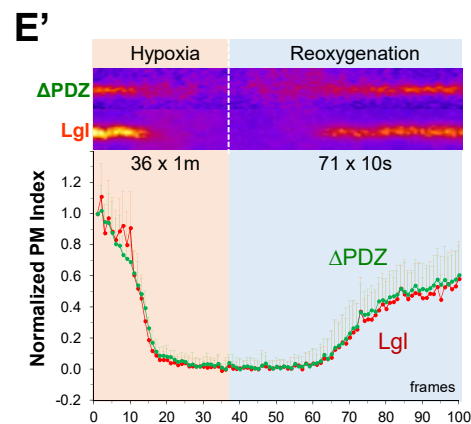 E’
Hypoxia Reoxygenation
ΔPDZ
Lgl
36 x 1m 71 x 10s
Normalized PM Index
1.2
1.0
0.8
0.6
0.4
0.2
0.0
-0.2
ΔPDZ
Lgl
frames
0 10 20 30 40 50 60 70 80 90 100